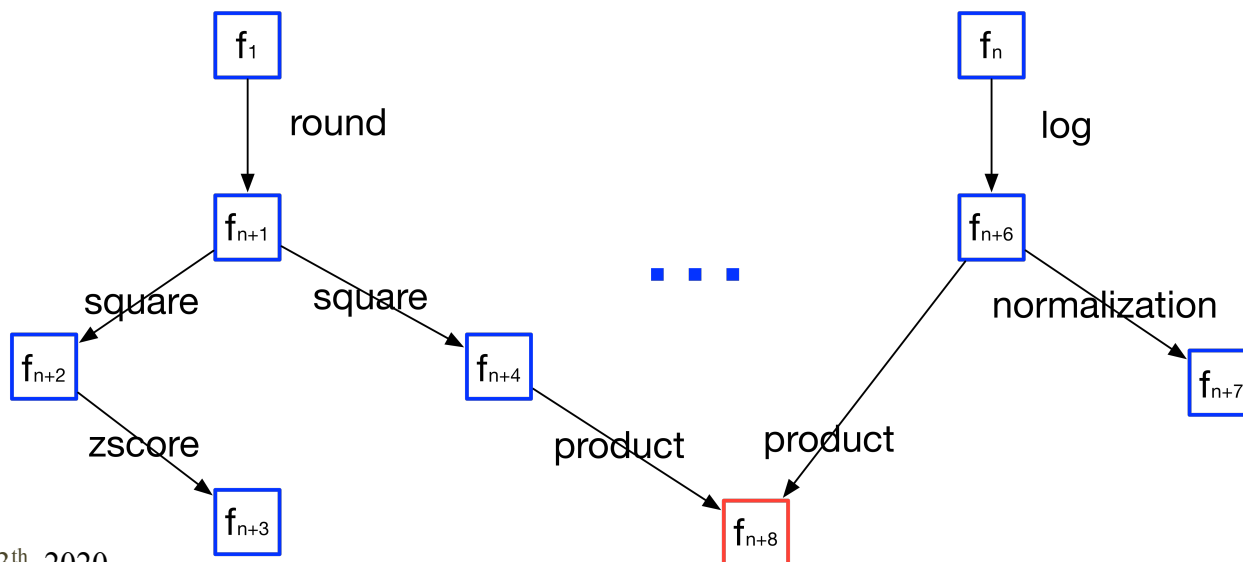 f1 fn
round log
fn+1 fn+6
square square normalization
fn+2 fn+4 fn+7
zscore product product
fn+3 fn+8
th, 2020